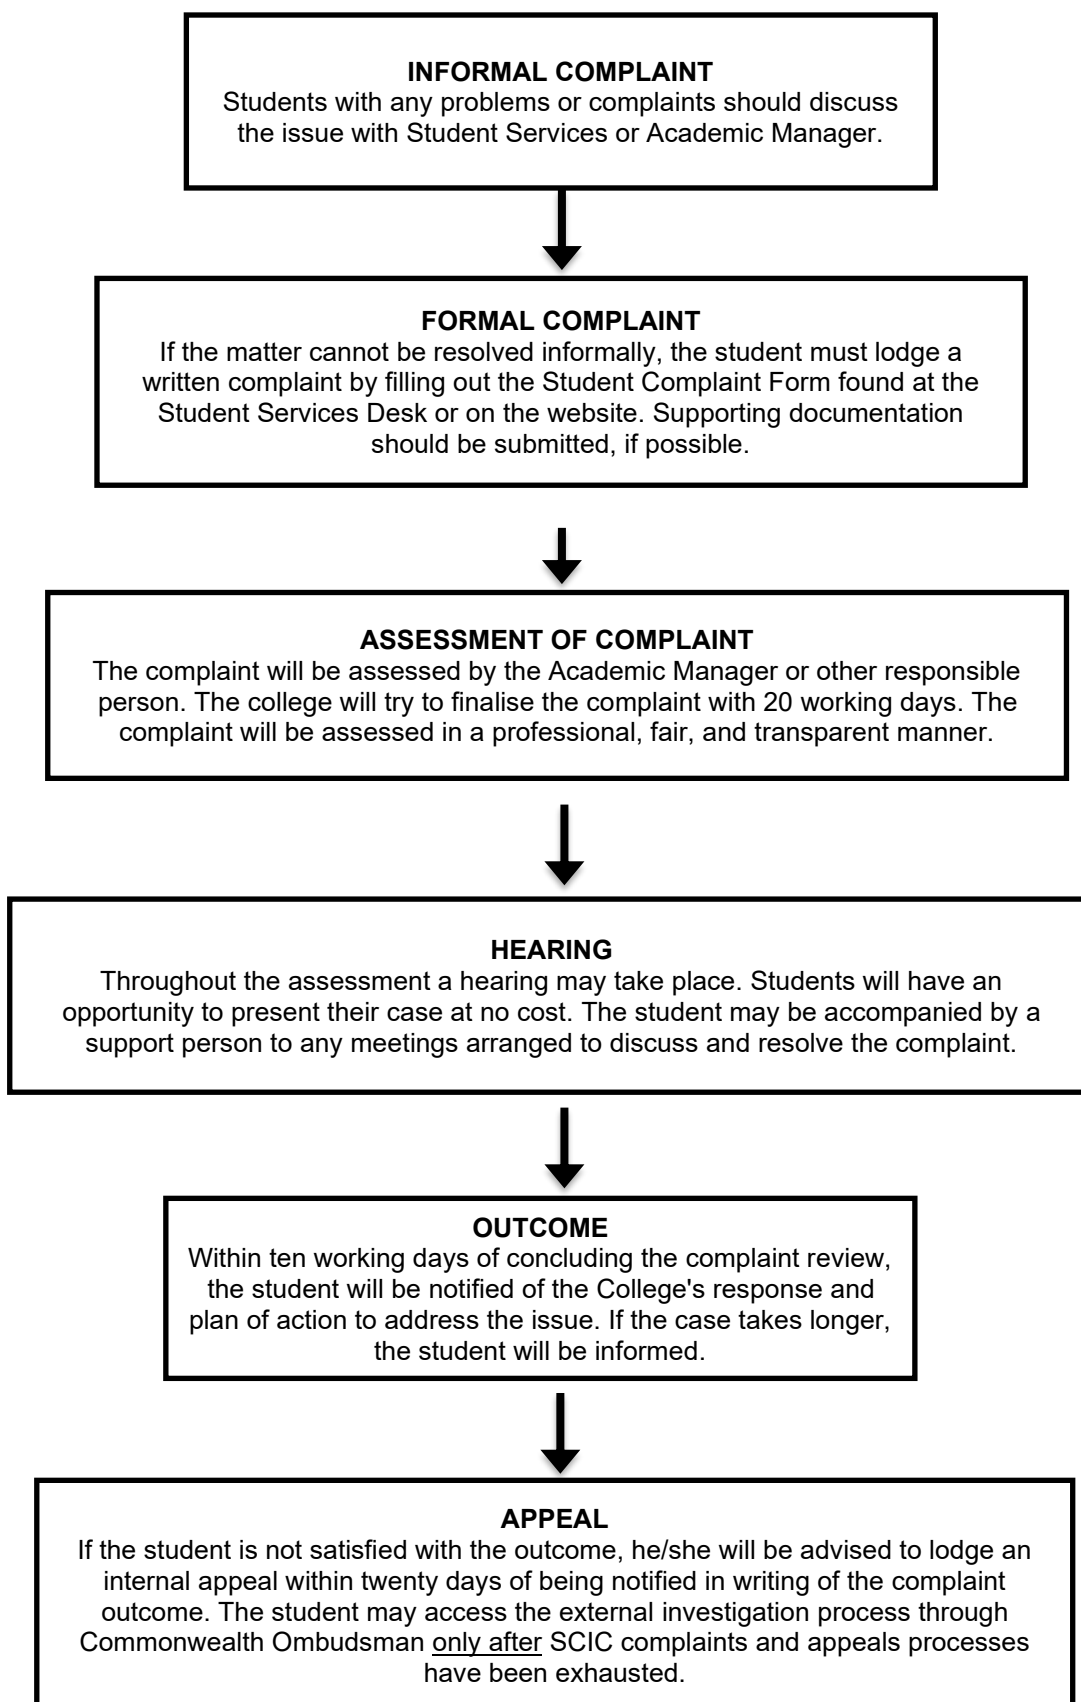 INFORMAL COMPLAINT
Students with any problems or complaints should discuss
the issue with Student Services or Academic Manager.
FORMAL COMPLAINT
If the matter cannot be resolved informally, the student must lodge a
written complaint by filling out the Student Complaint Form found at the
Student Services Desk or on the website. Supporting documentation
should be submitted, if possible.
ASSESSMENT OF COMPLAINT
The complaint will be assessed by the Academic Manager or other responsible
person. The college will try to finalise the complaint with 20 working days. The
complaint will be assessed in a professional, fair, and transparent manner.
HEARING
Throughout the assessment a hearing may take place. Students will have an
opportunity to present their case at no cost. The student may be accompanied by a
support person to any meetings arranged to discuss and resolve the complaint.
OUTCOME
Within ten working days of concluding the complaint review,
the student will be notified of the College's response and
plan of action to address the issue. If the case takes longer,
the student will be informed.
APPEAL
If the student is not satisfied with the outcome, he/she will be advised to lodge an
internal appeal within twenty days of being notified in writing of the complaint
outcome. The student may access the external investigation process through
Commonwealth Ombudsman only after SCIC complaints and appeals processes
have been exhausted.